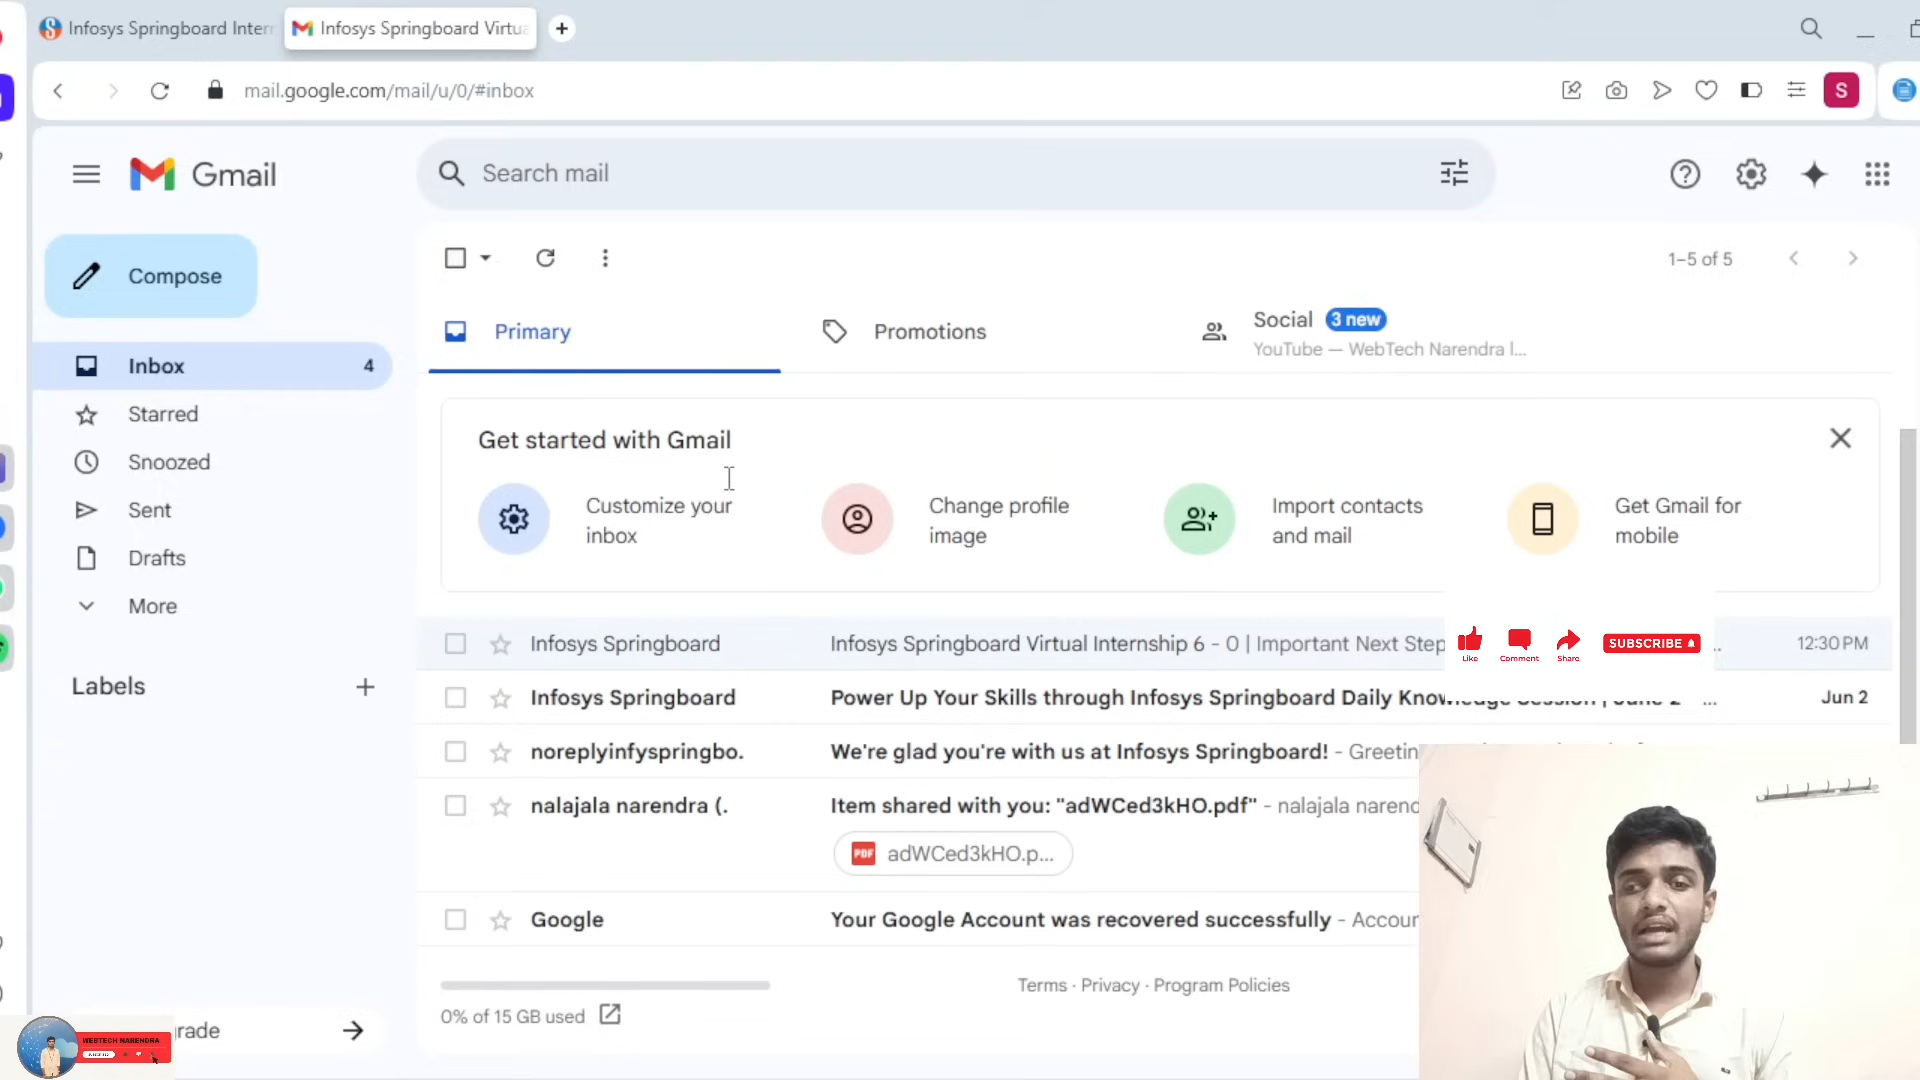 Infosys Springboard Inter
Infosys Springboard Virtua
mail.google.com/mail/u/0/#inbox
S
Gmail
Search mail
Compose
1–5 of 5
Primary
Promotions
Social 3 new
YouTube — WebTech Narendra l...
Inbox 4
Starred
Snoozed
Sent
Drafts
More
Labels
Get started with Gmail
Customize your
inbox
Change profile
image
Import contacts
and mail
Get Gmail for
mobile
Infosys Springboard Infosys Springboard Virtual Internship 6 - 0 | Important Next Step ... 12:30 PM
Like Comment Share SUBSCRIBE
Infosys Springboard Power Up Your Skills through Infosys Springboard Daily Knowledge Session | June 2 ... Jun 2
noreplyinfyspringbo. We're glad you're with us at Infosys Springboard! - Greetin
nalajala narendra (. Item shared with you: "adWCed3kHO.pdf" - nalajala narend
PDF adWCed3kHO.p...
Google Your Google Account was recovered successfully - Accour
Terms · Privacy · Program Policies
0% of 15 GB used
grade
WEBTECH NARENDRA